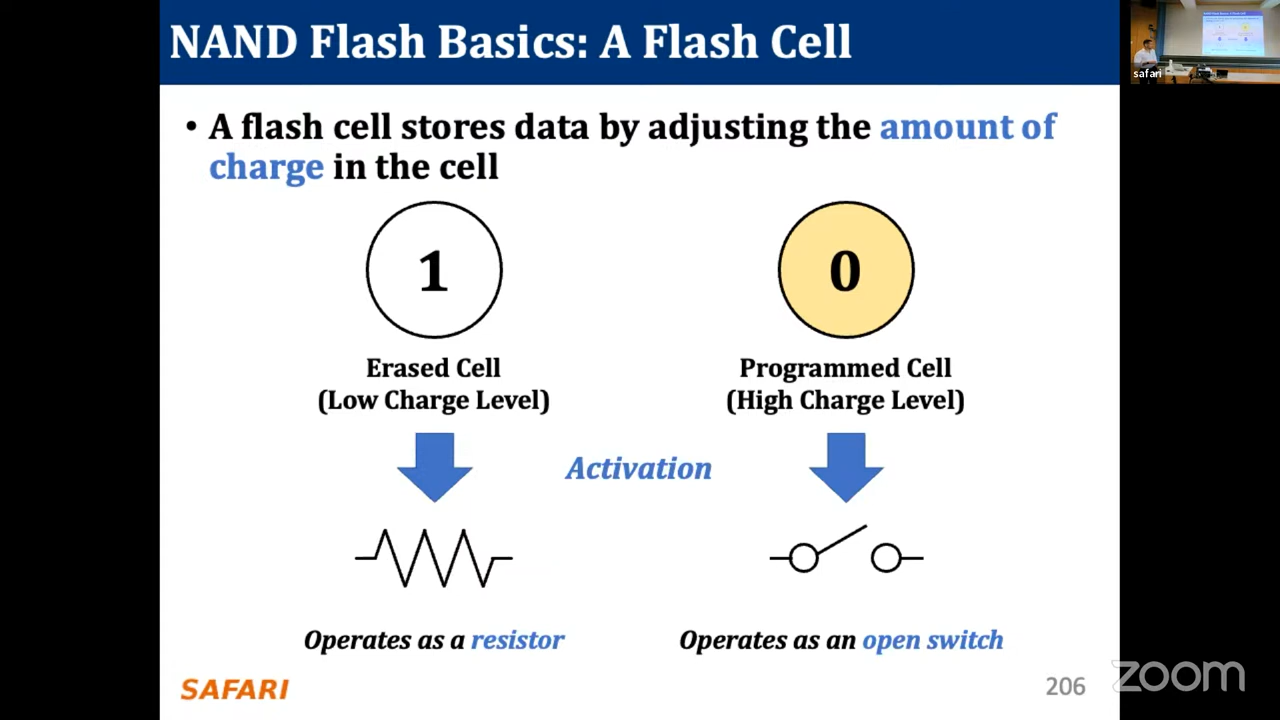 NAND Flash Basics: A Flash Cell
safari
• A flash cell stores data by adjusting the amount of
charge in the cell
1
0
Erased Cell
(Low Charge Level)
Programmed Cell
(High Charge Level)
Activation
Operates as a resistor
Operates as an open switch
SAFARI
206
zoom